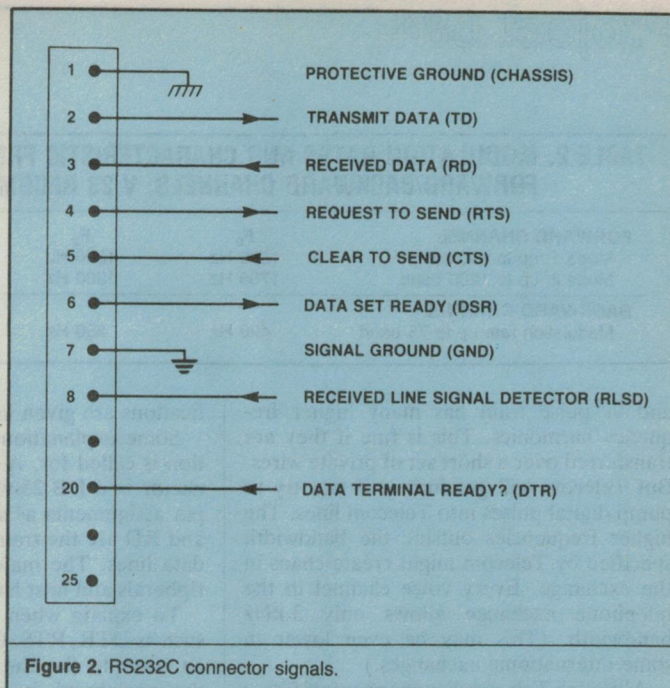 1 PROTECTIVE GROUND (CHASSIS)
2 TRANSMIT DATA (TD)
3 RECEIVED DATA (RD)
4 REQUEST TO SEND (RTS)
5 CLEAR TO SEND (CTS)
6 DATA SET READY (DSR)
7 SIGNAL GROUND (GND)
8 RECEIVED LINE SIGNAL DETECTOR (RLSD)
20 DATA TERMINAL READY? (DTR)
25
Figure 2. RS232C connector signals.